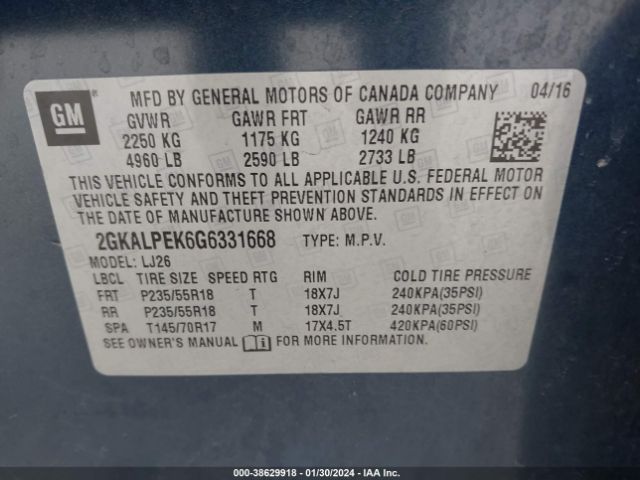 GM
MFD BY GENERAL MOTORS OF CANADA COMPANY 04/16
GVWR GAWR FRT GAWR RR
2250 KG 1175 KG 1240 KG
4960 LB 2590 LB 2733 LB
THIS VEHICLE CONFORMS TO ALL APPLICABLE U.S. FEDERAL MOTOR
VEHICLE SAFETY AND THEFT PREVENTION STANDARDS IN EFFECT ON
THE DATE OF MANUFACTURE SHOWN ABOVE.
2GKALPEK6G6331668 TYPE: M.P.V.
MODEL: LJ26
LBCL TIRE SIZE SPEED RTG RIM COLD TIRE PRESSURE
FRT P235/55R18 T 18X7J 240KPA(35PSI)
RR P235/55R18 T 18X7J 240KPA(35PSI)
SPA T145/70R17 M 17X4.5T 420KPA(60PSI)
SEE OWNER'S MANUAL FOR MORE INFORMATION.
000-38629918 - 01/30/2024 - IAA Inc.